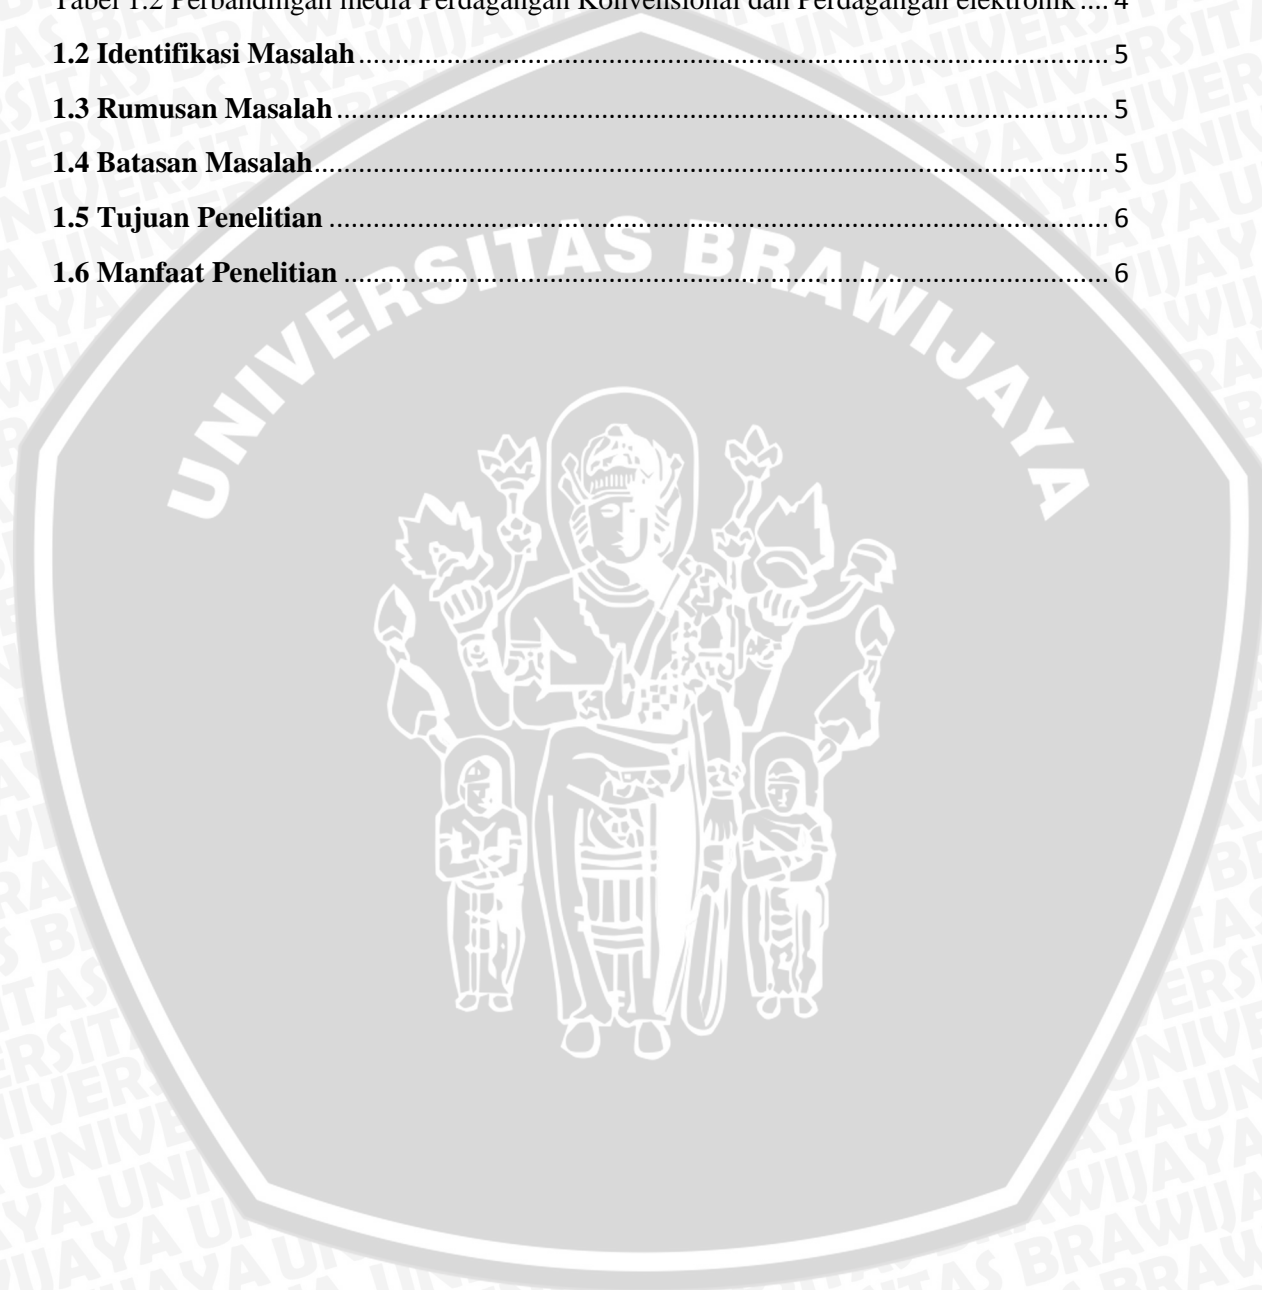 Tabel 1.2 Perbandingan media Perdagangan Konvensional dan Perdagangan elektronik .... 4
1.2 Identifikasi Masalah ........................................................................................................ 5
1.3 Rumusan Masalah ........................................................................................................... 5
1.4 Batasan Masalah .............................................................................................................. 5
1.5 Tujuan Penelitian ............................................................................................................ 6
1.6 Manfaat Penelitian .......................................................................................................... 6
UNIVERSITAS BRAWIJAYA